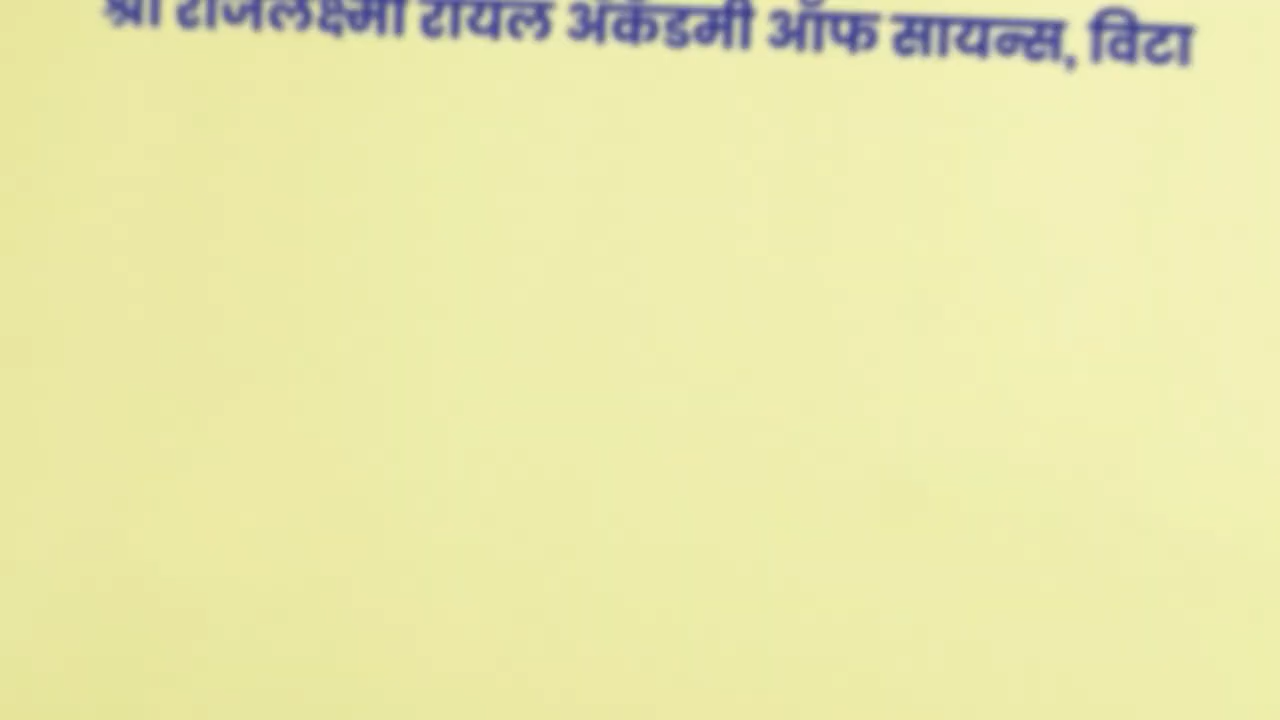 श्री राजलक्ष्मी रॉयल अकॅडमी ऑफ सायन्स, विटा